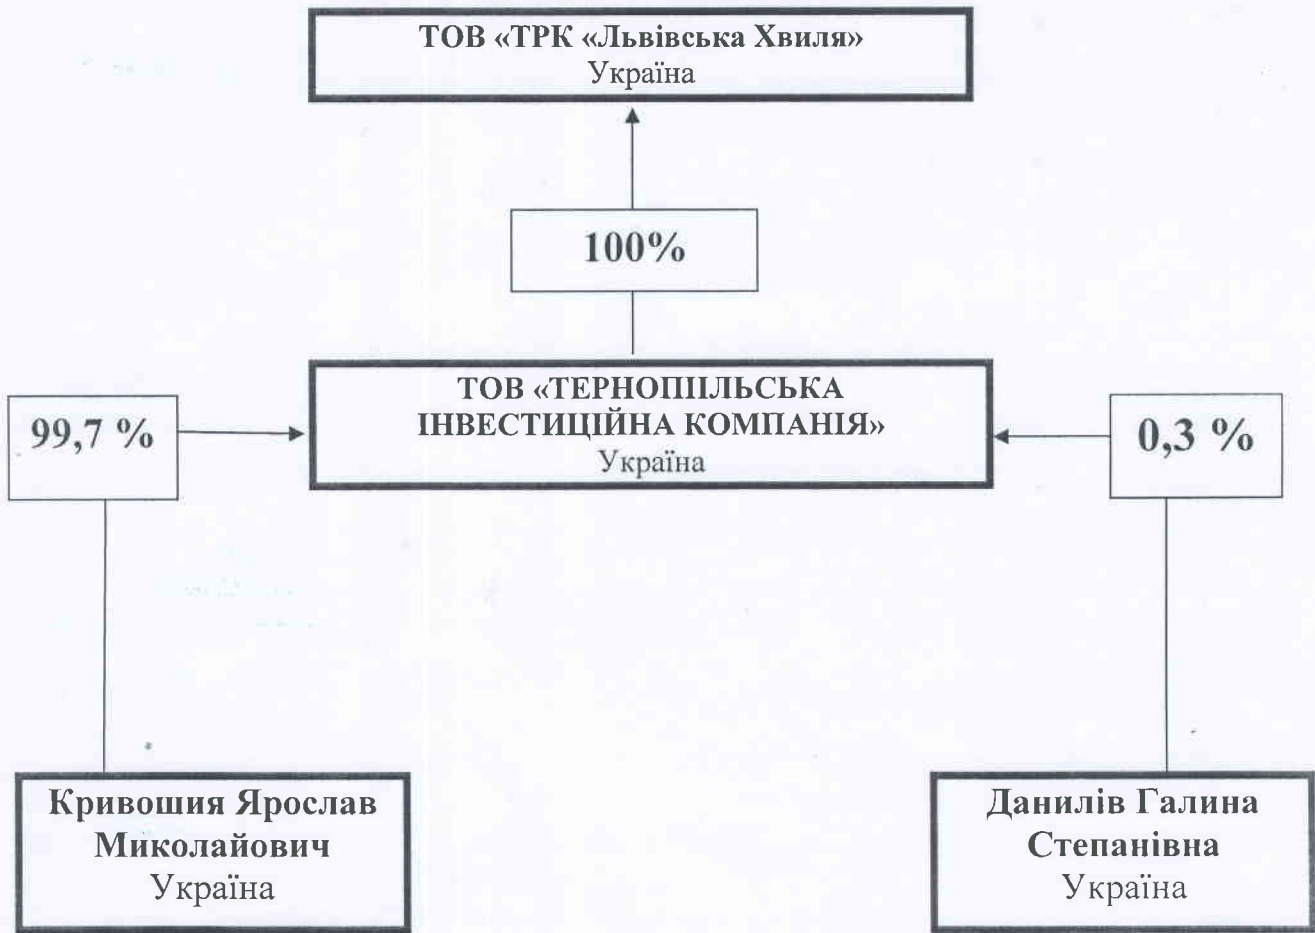 ТОВ «ТРК «Львівська Хвиля»
Україна
100%
ТОВ «ТЕРНОПІЛЬСЬКА
ІНВЕСТИЦІЙНА КОМПАНІЯ»
Україна
99,7 %
0,3 %
Кривошия Ярослав
Миколайович
Україна
Данилів Галина
Степанівна
Україна